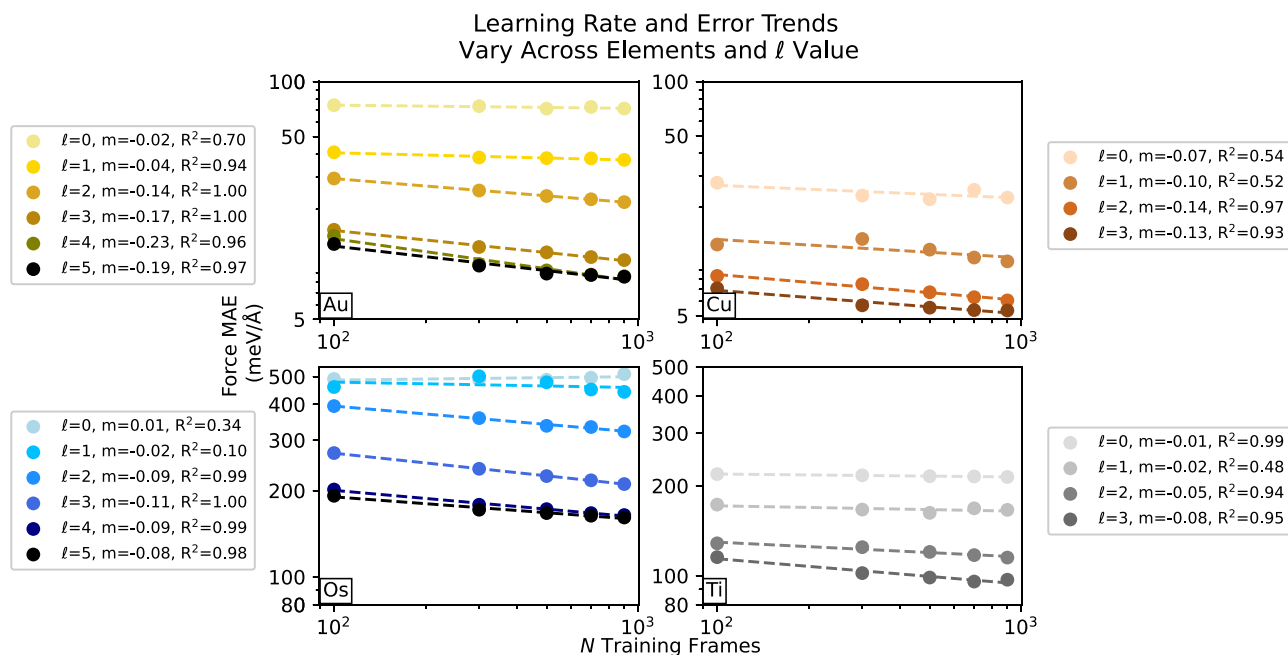 Learning Rate and Error Trends
Vary Across Elements and ℓ Value
ℓ=0, m=-0.02, R²=0.70
ℓ=1, m=-0.04, R²=0.94
ℓ=2, m=-0.14, R²=1.00
ℓ=3, m=-0.17, R²=1.00
ℓ=4, m=-0.23, R²=0.96
ℓ=5, m=-0.19, R²=0.97
100
50
5
Au
10²
10³
100
50
5
Cu
10²
10³
ℓ=0, m=-0.07, R²=0.54
ℓ=1, m=-0.10, R²=0.52
ℓ=2, m=-0.14, R²=0.97
ℓ=3, m=-0.13, R²=0.93
Force MAE
(meV/Å)
ℓ=0, m=0.01, R²=0.34
ℓ=1, m=-0.02, R²=0.10
ℓ=2, m=-0.09, R²=0.99
ℓ=3, m=-0.11, R²=1.00
ℓ=4, m=-0.09, R²=0.99
ℓ=5, m=-0.08, R²=0.98
500
400
300
200
100
80
Os
10²
10³
500
400
300
200
100
80
Ti
10²
10³
ℓ=0, m=-0.01, R²=0.99
ℓ=1, m=-0.02, R²=0.48
ℓ=2, m=-0.05, R²=0.94
ℓ=3, m=-0.08, R²=0.95
N Training Frames